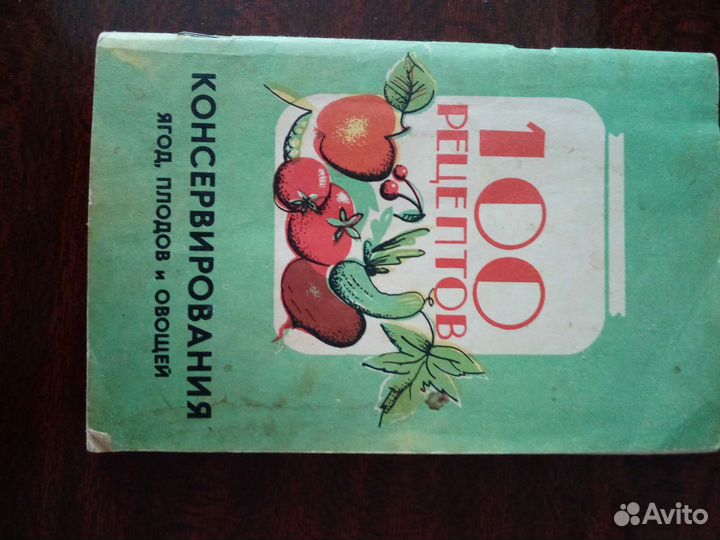 100
РЕЦЕПТОВ
КОНСЕРВИРОВАНИЯ
ЯГОД, ПЛОДОВ и ОВОЩЕЙ
Avito